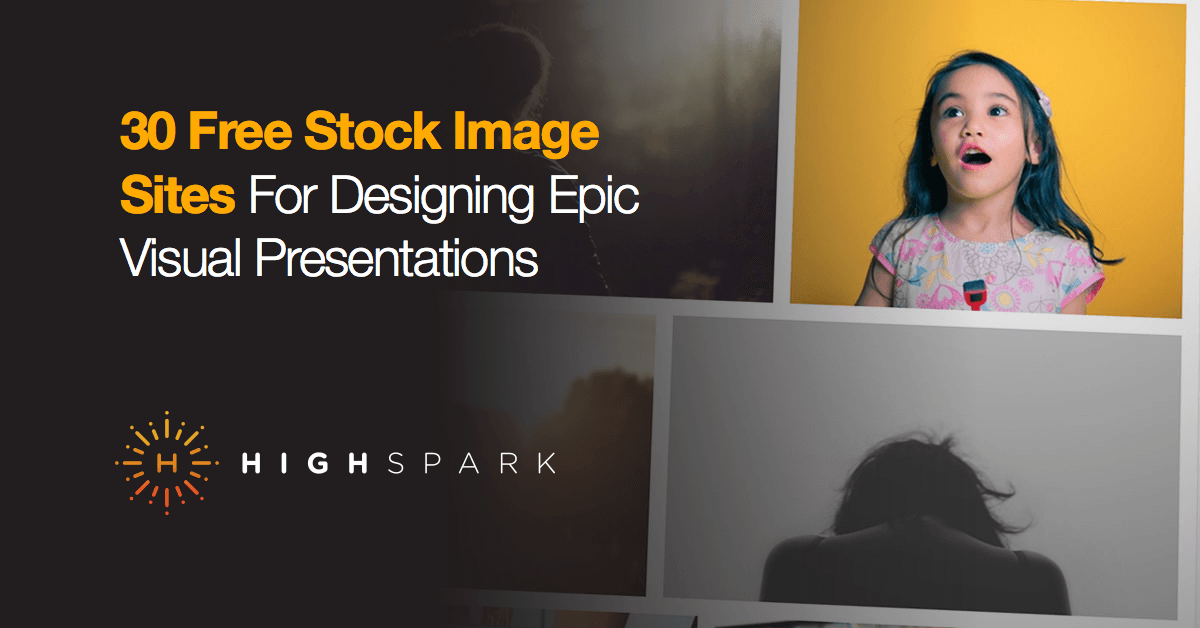 30 Free Stock Image
Sites For Designing Epic
Visual Presentations
H
HIGHSPARK